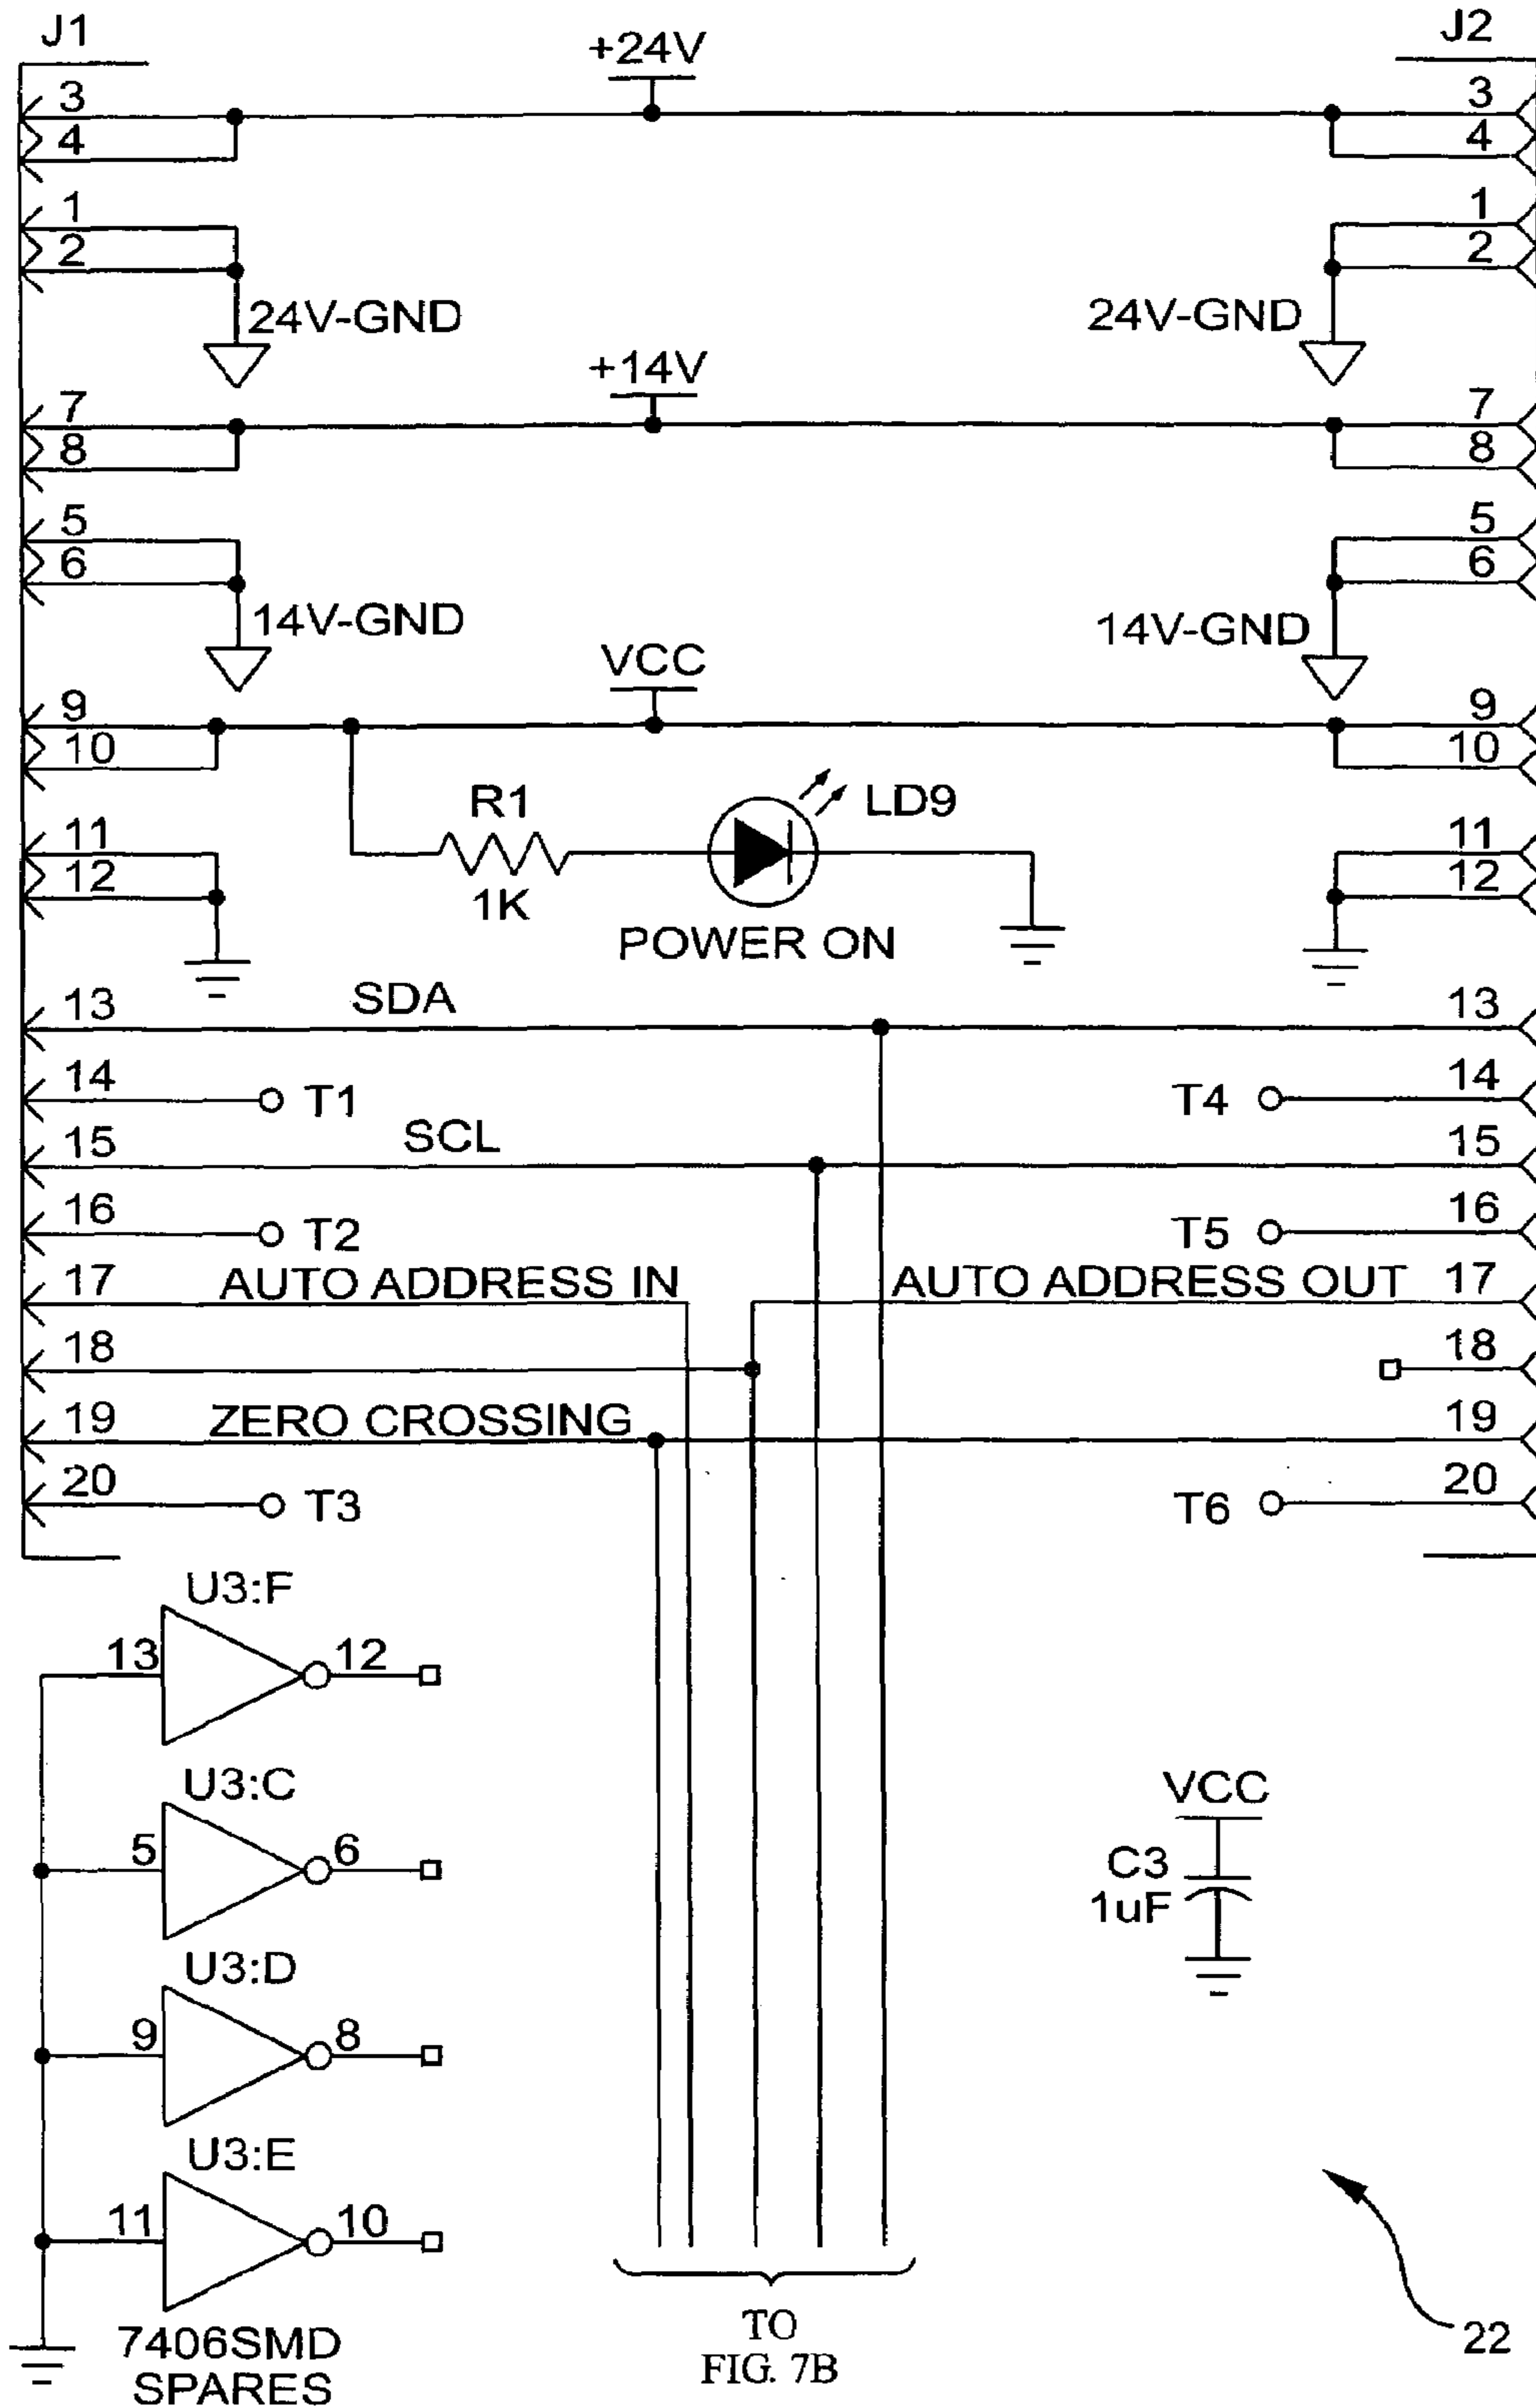 J1 +24V J2
3 3
4 4
1 1
2 2
24V-GND 24V-GND
+14V
7 7
8 8
5 5
6 6
14V-GND 14V-GND
VCC
9 9
10 10
R1 LD9
11 11
12 1K 12
POWER ON
SDA
13 13
14 T1 T4 14
SCL
15 15
16 T2 T5 16
17 AUTO ADDRESS IN AUTO ADDRESS OUT 17
18 18
19 ZERO CROSSING 19
20 T3 T6 20
U3:F
13 12
U3:C
5 6
VCC
C3
1uF
U3:D
9 8
U3:E
11 10
7406SMD
SPARES
TO
FIG. 7B
22